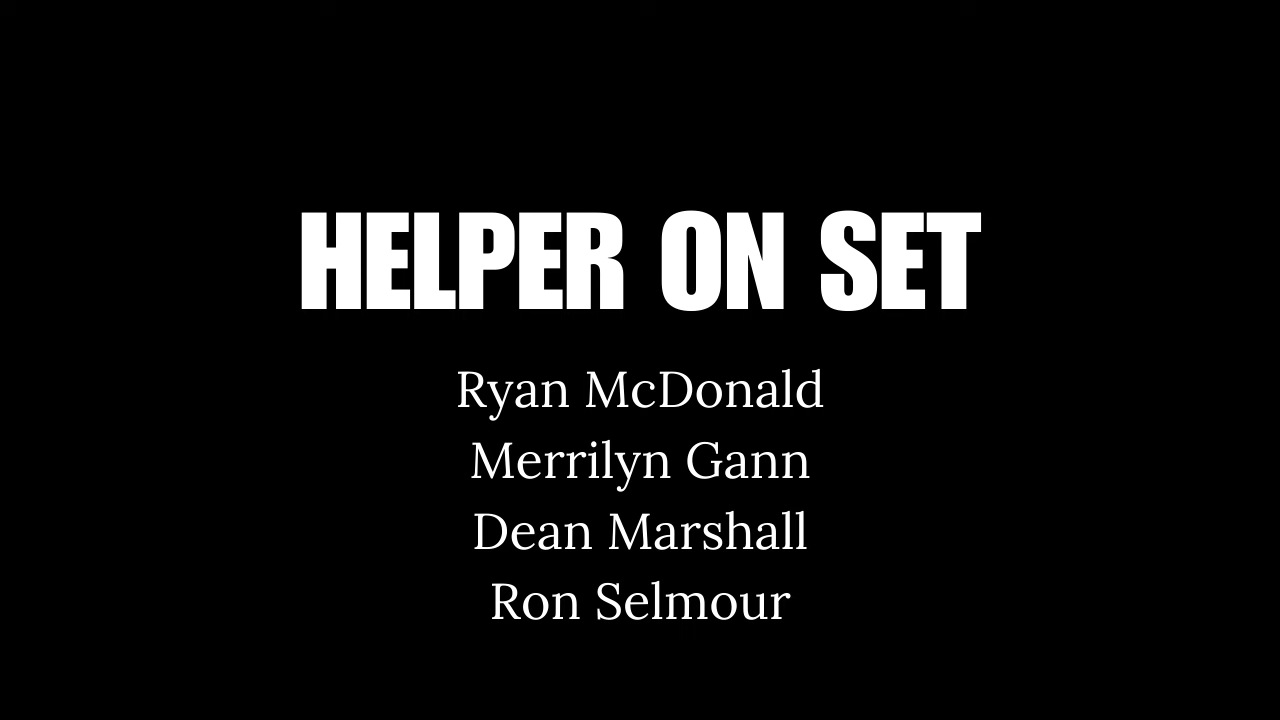 HELPER ON SET
Ryan McDonald
Merrilyn Gann
Dean Marshall
Ron Selmour